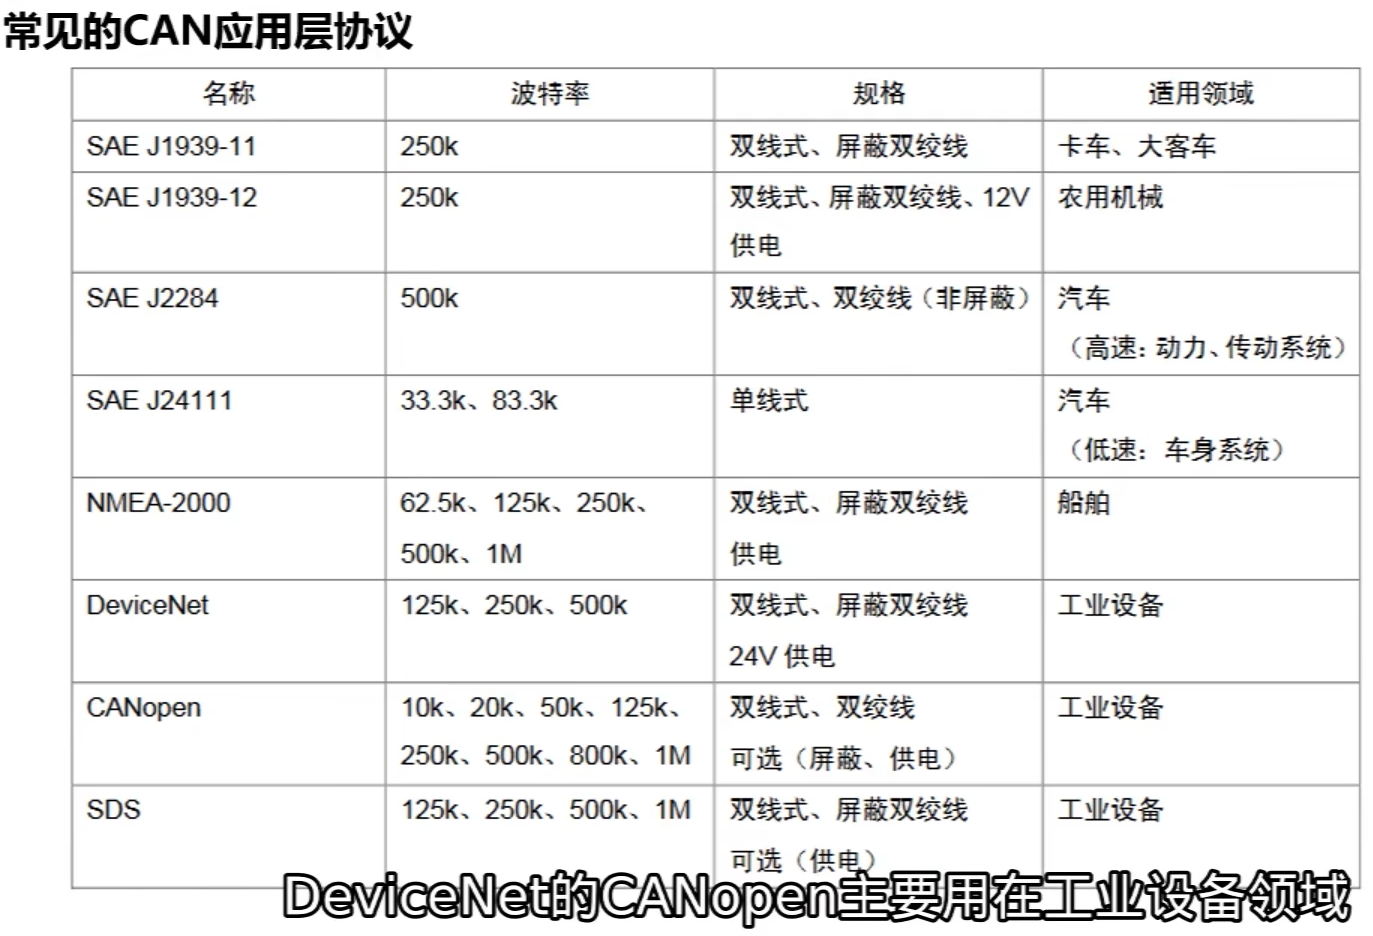 常见的CAN应用层协议
名称 波特率 规格 适用领域
SAE J1939-11 250k 双线式、屏蔽双绞线 卡车、大客车
SAE J1939-12 250k 双线式、屏蔽双绞线、12V 农用机械
供电
SAE J2284 500k 双线式、双绞线（非屏蔽） 汽车
（高速：动力、传动系统）
SAE J24111 33.3k、83.3k 单线式 汽车
（低速：车身系统）
NMEA-2000 62.5k、125k、250k、 双线式、屏蔽双绞线 船舶
500k、1M 供电
DeviceNet 125k、250k、500k 双线式、屏蔽双绞线 工业设备
24V 供电
CANopen 10k、20k、50k、125k、 双线式、双绞线 工业设备
250k、500k、800k、1M 可选（屏蔽、供电）
SDS 125k、250k、500k、1M 双线式、屏蔽双绞线 工业设备
可选（供电）
DeviceNet的CANopen主要用在工业设备领域